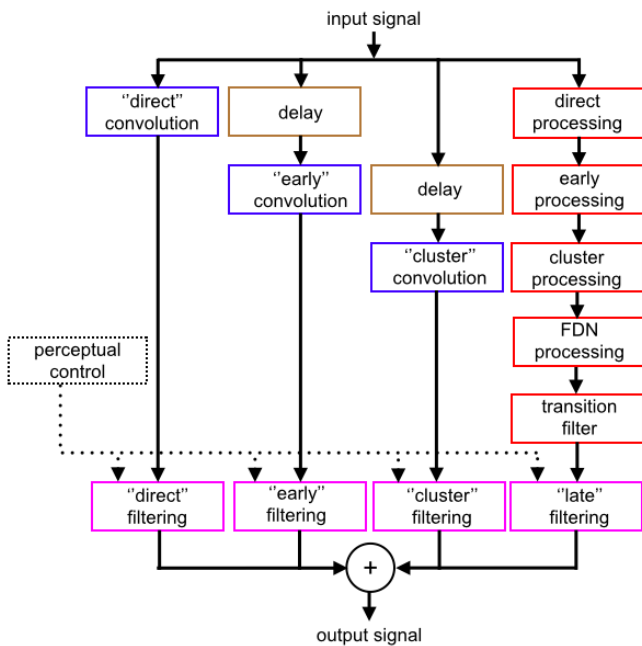 input signal
‘‘direct’’
convolution
delay
direct
processing
‘‘early’’
convolution
delay
early
processing
‘‘cluster’’
convolution
cluster
processing
FDN
processing
perceptual
control
transition
filter
‘‘direct’’
filtering
‘‘early’’
filtering
‘‘cluster’’
filtering
‘‘late’’
filtering
+
output signal